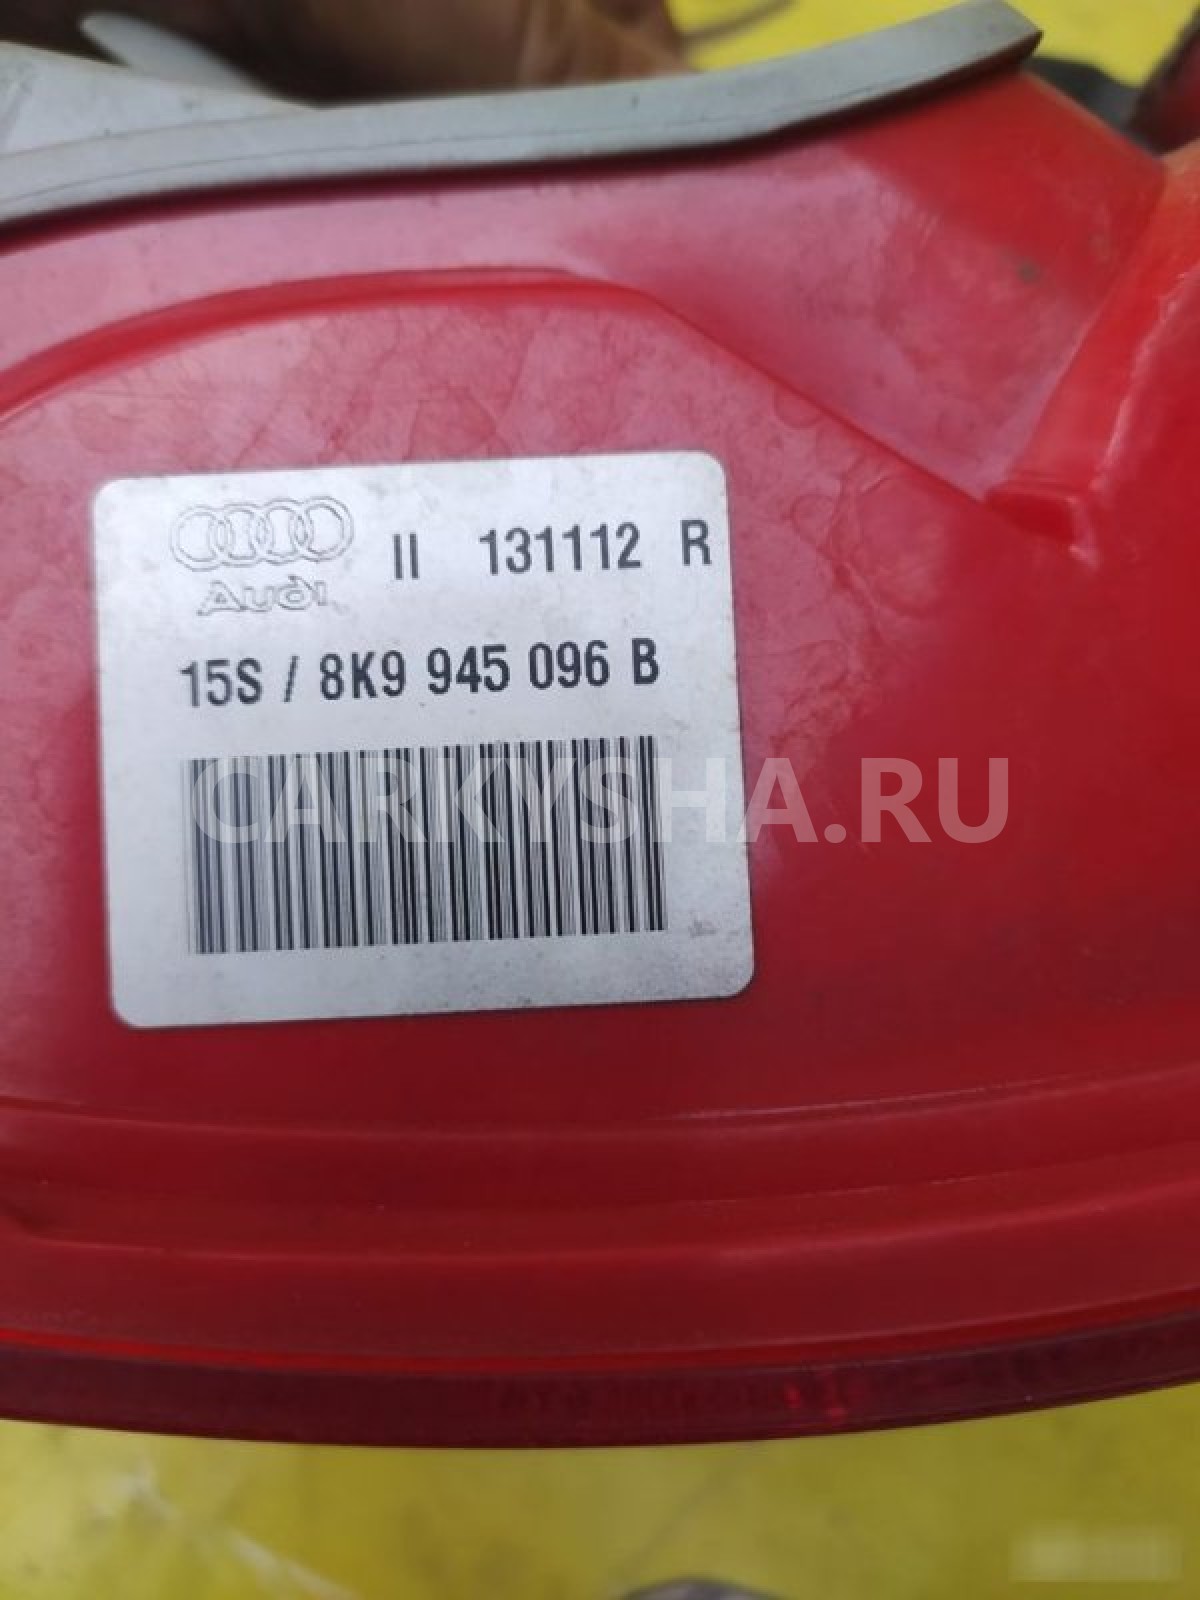 II 131112 R
Audi
15S / 8K9 945 096 B
CARKYSHA.RU